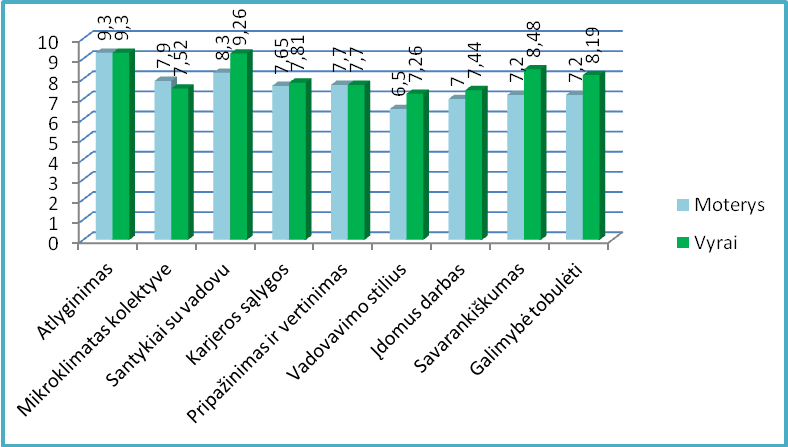 10
9
8
7
6
5
4
3
2
1
0
9,3
9,3
7,9
7,52
8,3
9,26
7,65
7,81
7,7
7,7
6,5
7,26
7
7,44
7,2
8,48
7,2
8,19
Atlyginimas
Mikroklimatas kolektyve
Santykiai su vadovu
Karjeros sąlygos
Pripažinimas ir vertinimas
Vadovavimo stilius
Įdomus darbas
Savarankiškumas
Galimybė tobulėti
Moterys
Vyrai